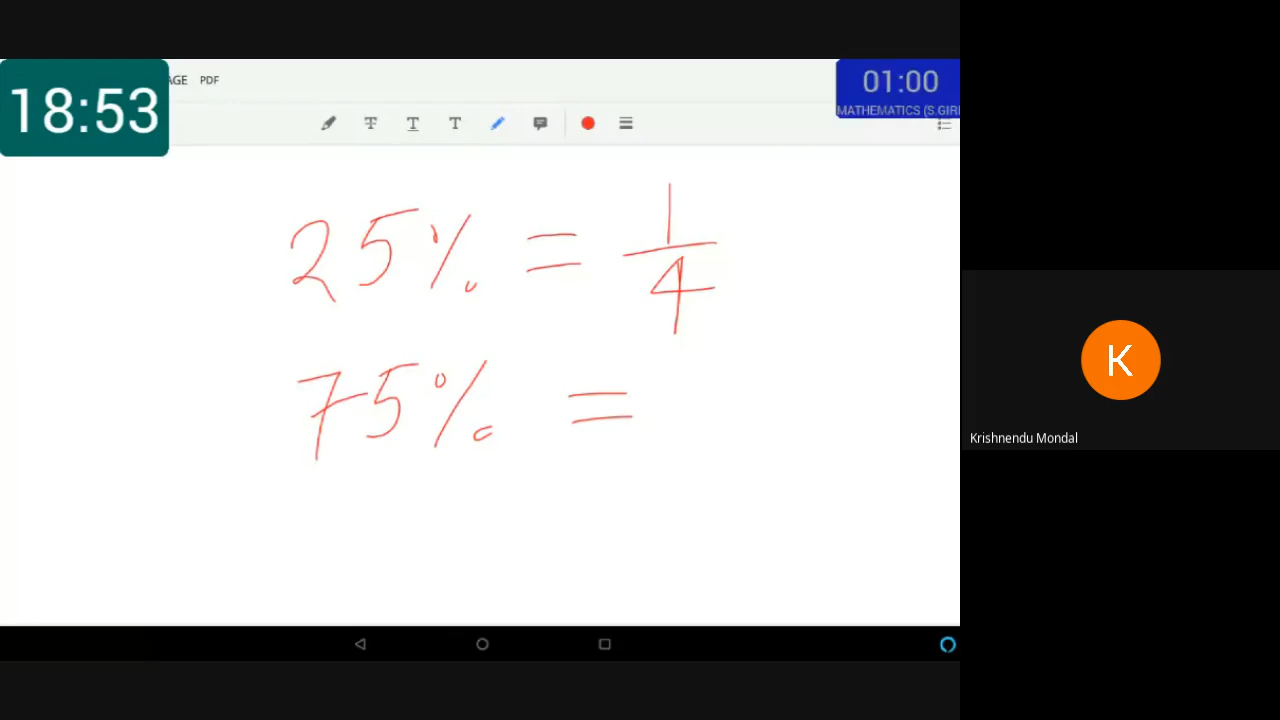 18:53
AGE PDF
01:00
MATHEMATICS (S.GIRI
25% = 1/4
75% =
K
Krishnendu Mondal